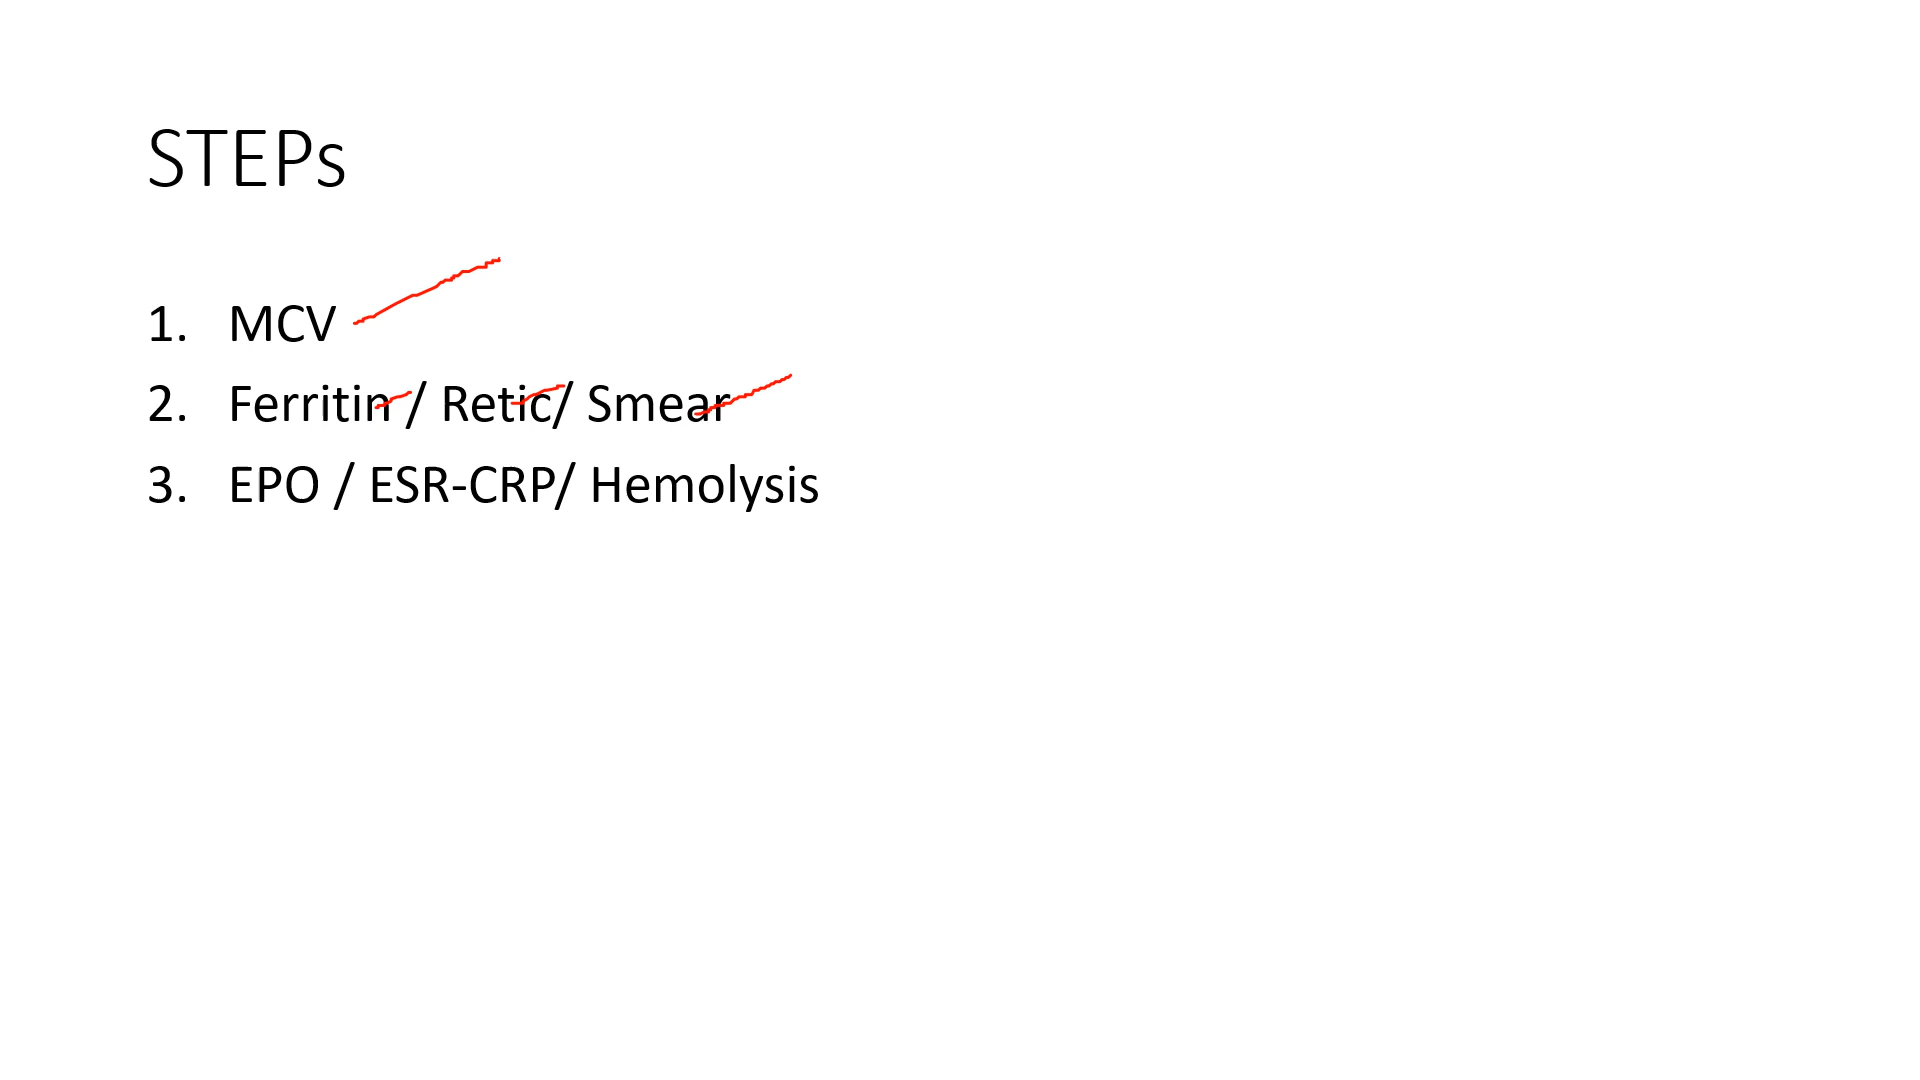 STEPs
1. MCV
2. Ferritin / Retic/ Smear
3. EPO / ESR-CRP/ Hemolysis